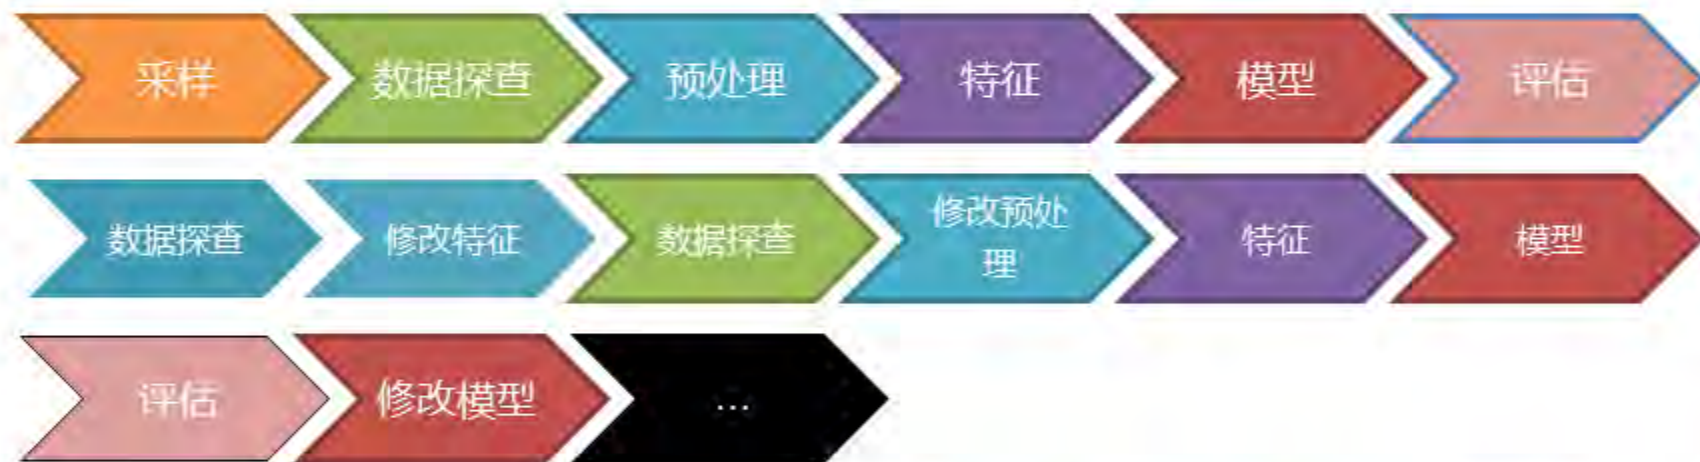 采样
数据探查
预处理
特征
模型
评估
数据探查
修改特征
数据探查
修改预处
理
特征
模型
评估
修改模型
...